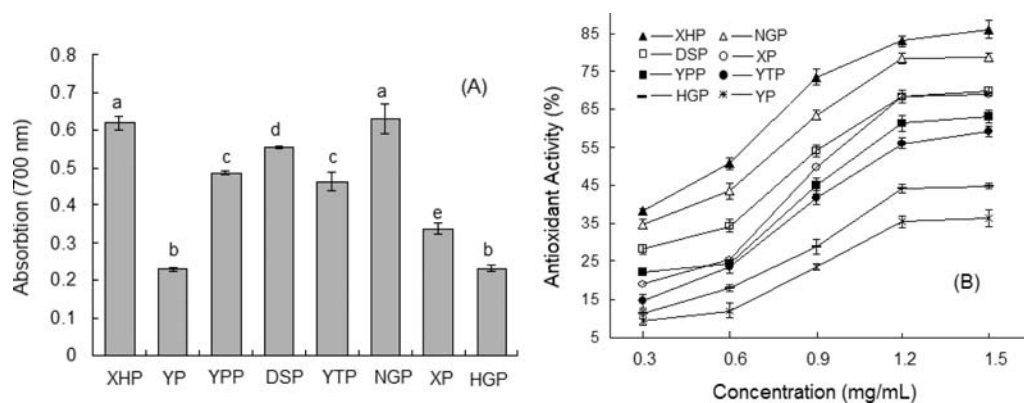 (A)
Absorbtion (700 nm)
0.8
0.7
0.6
0.5
0.4
0.3
0.2
0.1
0
a
b
c
d
c
a
e
b
XHP YP YPP DSP YTP NGP XP HGP
(B)
Antioxidant Activity (%)
85
75
65
55
45
35
25
15
5
XHP NGP
DSP XP
YPP YTP
HGP YP
0.3 0.6 0.9 1.2 1.5
Concentration (mg/mL)